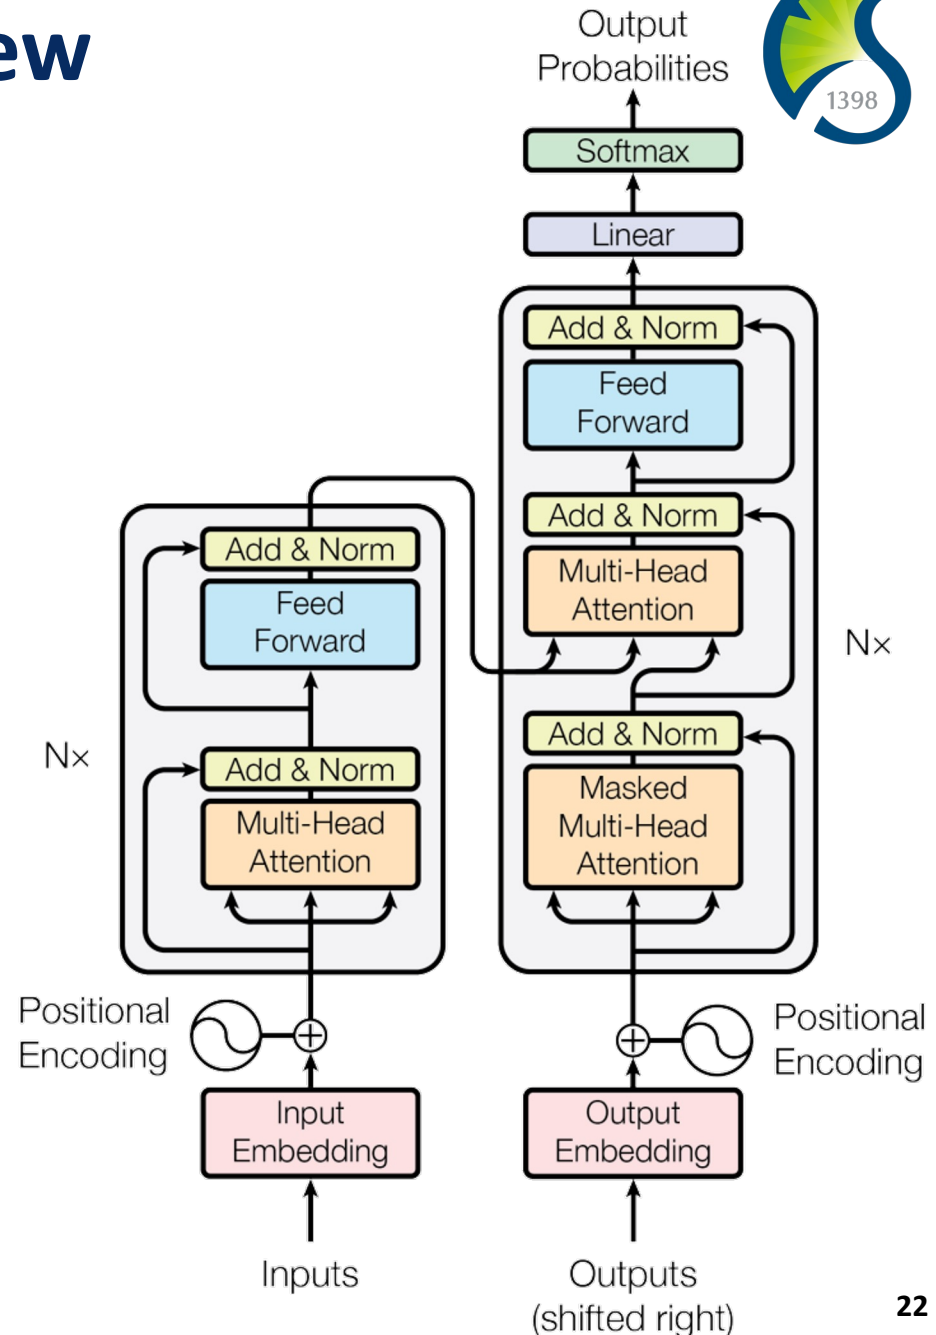 ew
1398
Output
Probabilities
Softmax
Linear
Add & Norm
Feed
Forward
Add & Norm
Multi-Head
Attention
Nx
Add & Norm
Masked
Multi-Head
Attention
Add & Norm
Feed
Forward
Nx
Add & Norm
Multi-Head
Attention
Positional
Encoding
Positional
Encoding
Input
Embedding
Output
Embedding
Inputs
Outputs
(shifted right)
22